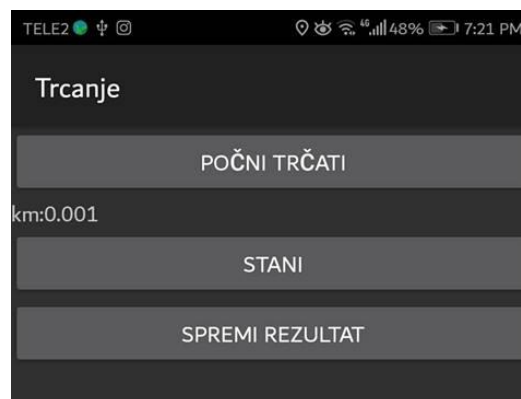 TELE2 48% 7:21 PM
Trcanje
POČNI TRČATI
km:0.001
STANI
SPREMI REZULTAT